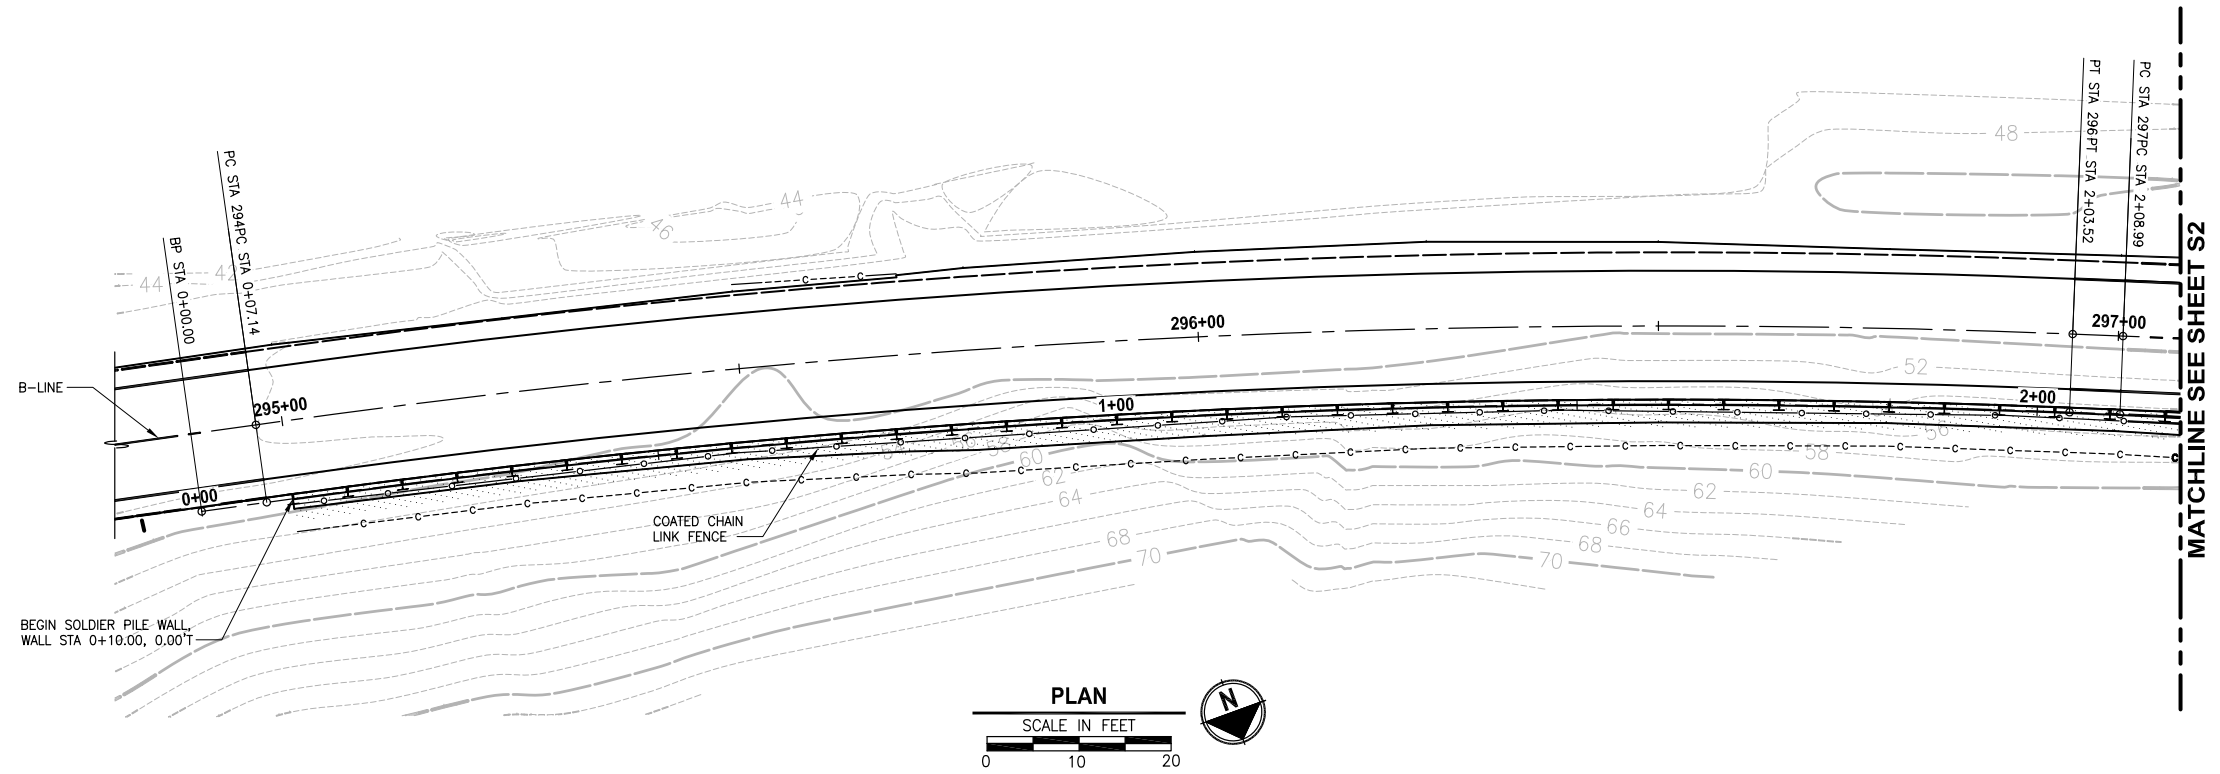 PT STA 296PT STA 2+03.52
PC STA 297PC STA 2+08.99
48
PC STA 294PC STA 0+07.14
BP STA 0+00.00
44
46
44
42
B-LINE
295+00
296+00
297+00
MATCHLINE SEE SHEET S2
52
0+00
1+00
2+00
C C
56
58
60
62
64
68
70
56
58
60
62
64
66
68
70
C C C C C C C C C C C C C C C C C C C C C C C C C C C C C C C C C C
COATED CHAIN
LINK FENCE
BEGIN SOLDIER PILE WALL,
WALL STA 0+10.00, 0.00'T
PLAN
SCALE IN FEET
0 10 20
N